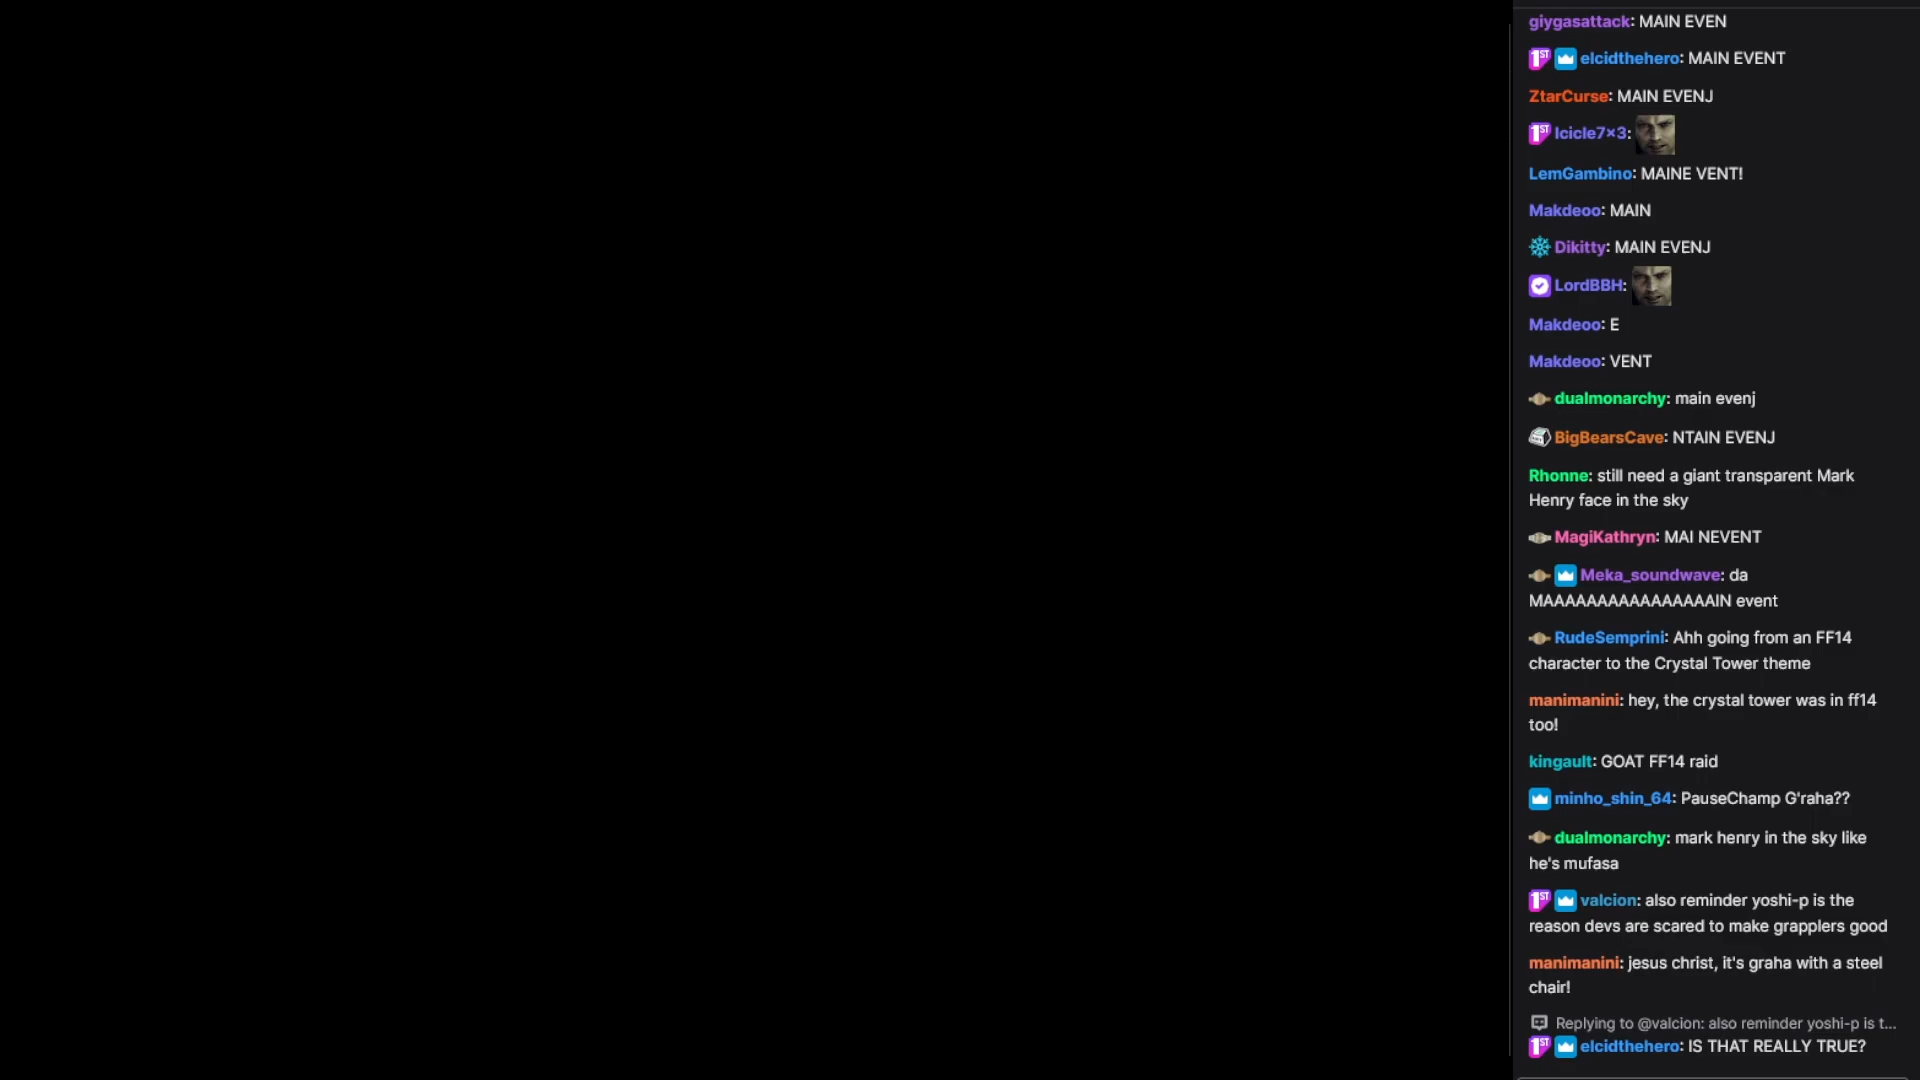 giygasattack: MAIN EVEN
1ST elcidthehero: MAIN EVENT
ZtarCurse: MAIN EVENJ
1ST Icicle7x3:
LemGambino: MAINE VENT!
Makdeoo: MAIN
Dikitty: MAIN EVENJ
LordBBH:
Makdeoo: E
Makdeoo: VENT
dualmonarchy: main evenj
BigBearsCave: NTAIN EVENJ
Rhonne: still need a giant transparent Mark
Henry face in the sky
MagiKathryn: MAI NEVENT
Meka_soundwave: da
MAAAAAAAAAAAAAAAAIN event
RudeSemprini: Ahh going from an FF14
character to the Crystal Tower theme
manimanini: hey, the crystal tower was in ff14
too!
kingault: GOAT FF14 raid
minho_shin_64: PauseChamp G'raha??
dualmonarchy: mark henry in the sky like
he's mufasa
1ST valcion: also reminder yoshi-p is the
reason devs are scared to make grapplers good
manimanini: jesus christ, it's graha with a steel
chair!
Replying to @valcion: also reminder yoshi-p is t...
1ST elcidthehero: IS THAT REALLY TRUE?